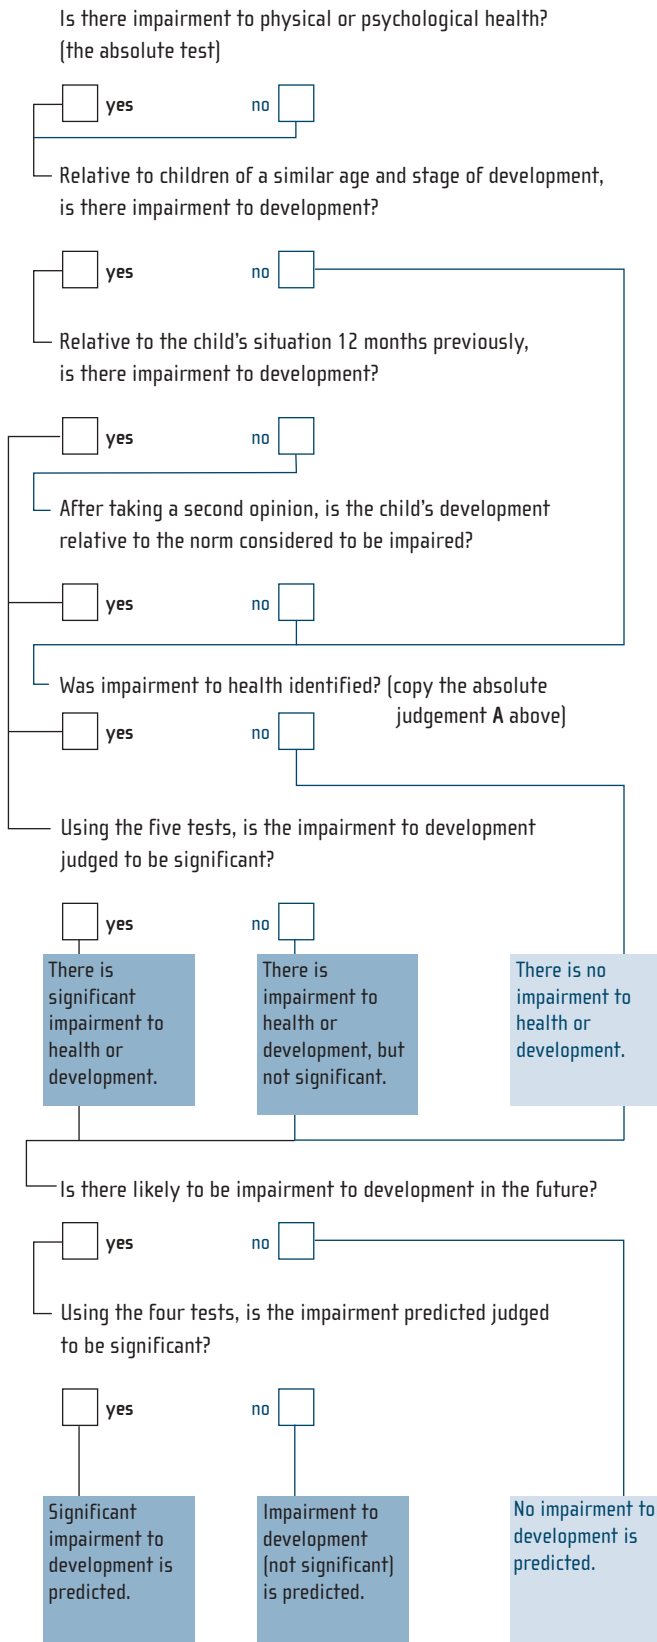 Is there impairment to physical or psychological health?
(the absolute test)
yes no
Relative to children of a similar age and stage of development,
is there impairment to development?
yes no
Relative to the child's situation 12 months previously,
is there impairment to development?
yes no
After taking a second opinion, is the child's development
relative to the norm considered to be impaired?
yes no
Was impairment to health identified? (copy the absolute
judgement A above)
yes no
Using the five tests, is the impairment to development
judged to be significant?
yes no
There is
significant
impairment to
health or
development.
There is
impairment to
health or
development, but
not significant.
There is no
impairment to
health or
development.
Is there likely to be impairment to development in the future?
yes no
Using the four tests, is the impairment predicted judged
to be significant?
yes no
Significant
impairment to
development is
predicted.
Impairment to
development
(not significant)
is predicted.
No impairment to
development is
predicted.